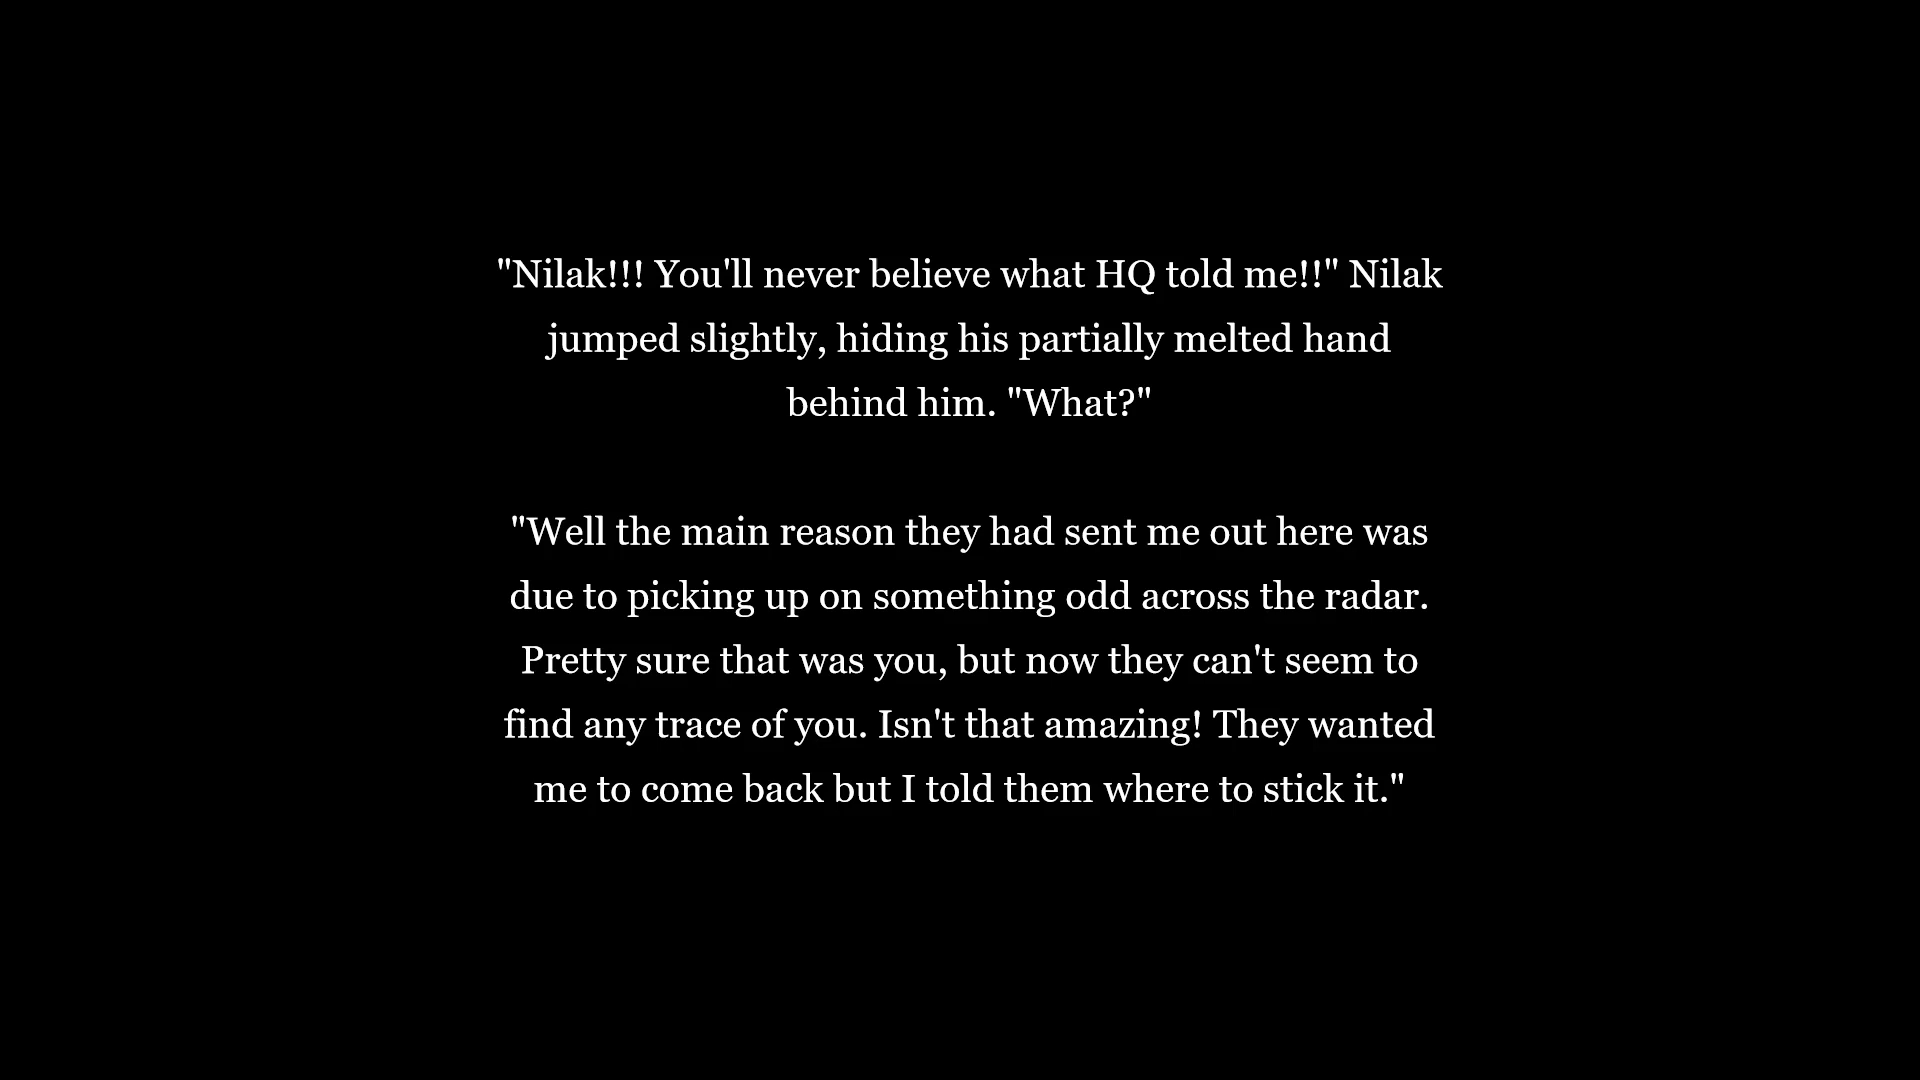 "Nilak!!! You'll never believe what HQ told me!!" Nilak
jumped slightly, hiding his partially melted hand
behind him. "What?"
"Well the main reason they had sent me out here was
due to picking up on something odd across the radar.
Pretty sure that was you, but now they can't seem to
find any trace of you. Isn't that amazing! They wanted
me to come back but I told them where to stick it."